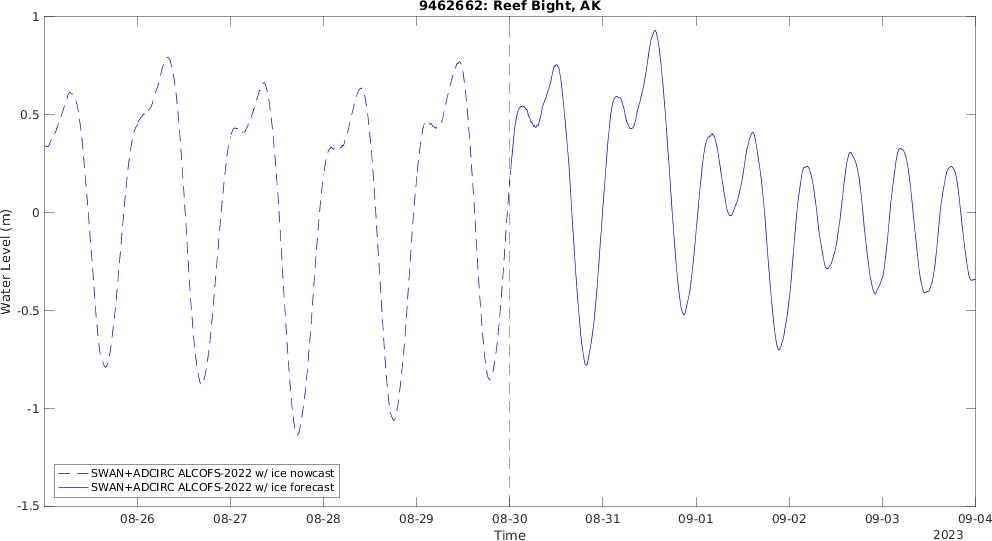 9462662: Reef Bight, AK
1
0.5
0
-0.5
-1
-1.5
Water Level (m)
SWAN+ADCIRC ALCOFS-2022 w/ ice nowcast
SWAN+ADCIRC ALCOFS-2022 w/ ice forecast
08-26 08-27 08-28 08-29 08-30 08-31 09-01 09-02 09-03 09-04
Time
2023